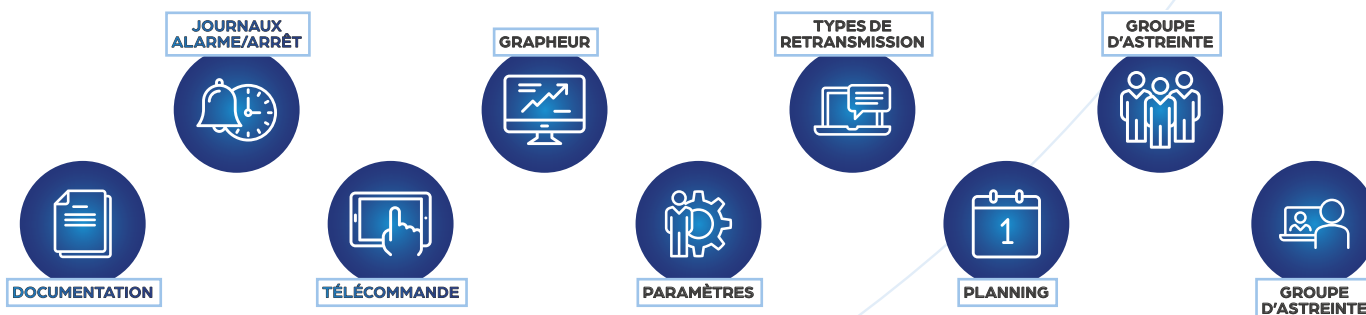 JOURNAUX
ALARME/ARRÊT
GRAPHEUR
TYPES DE
RETRANSMISSION
GROUPE
D'ASTREINTE
DOCUMENTATION
TÉLÉCOMMANDE
PARAMÈTRES
1
PLANNING
GROUPE
D'ASTREINTE